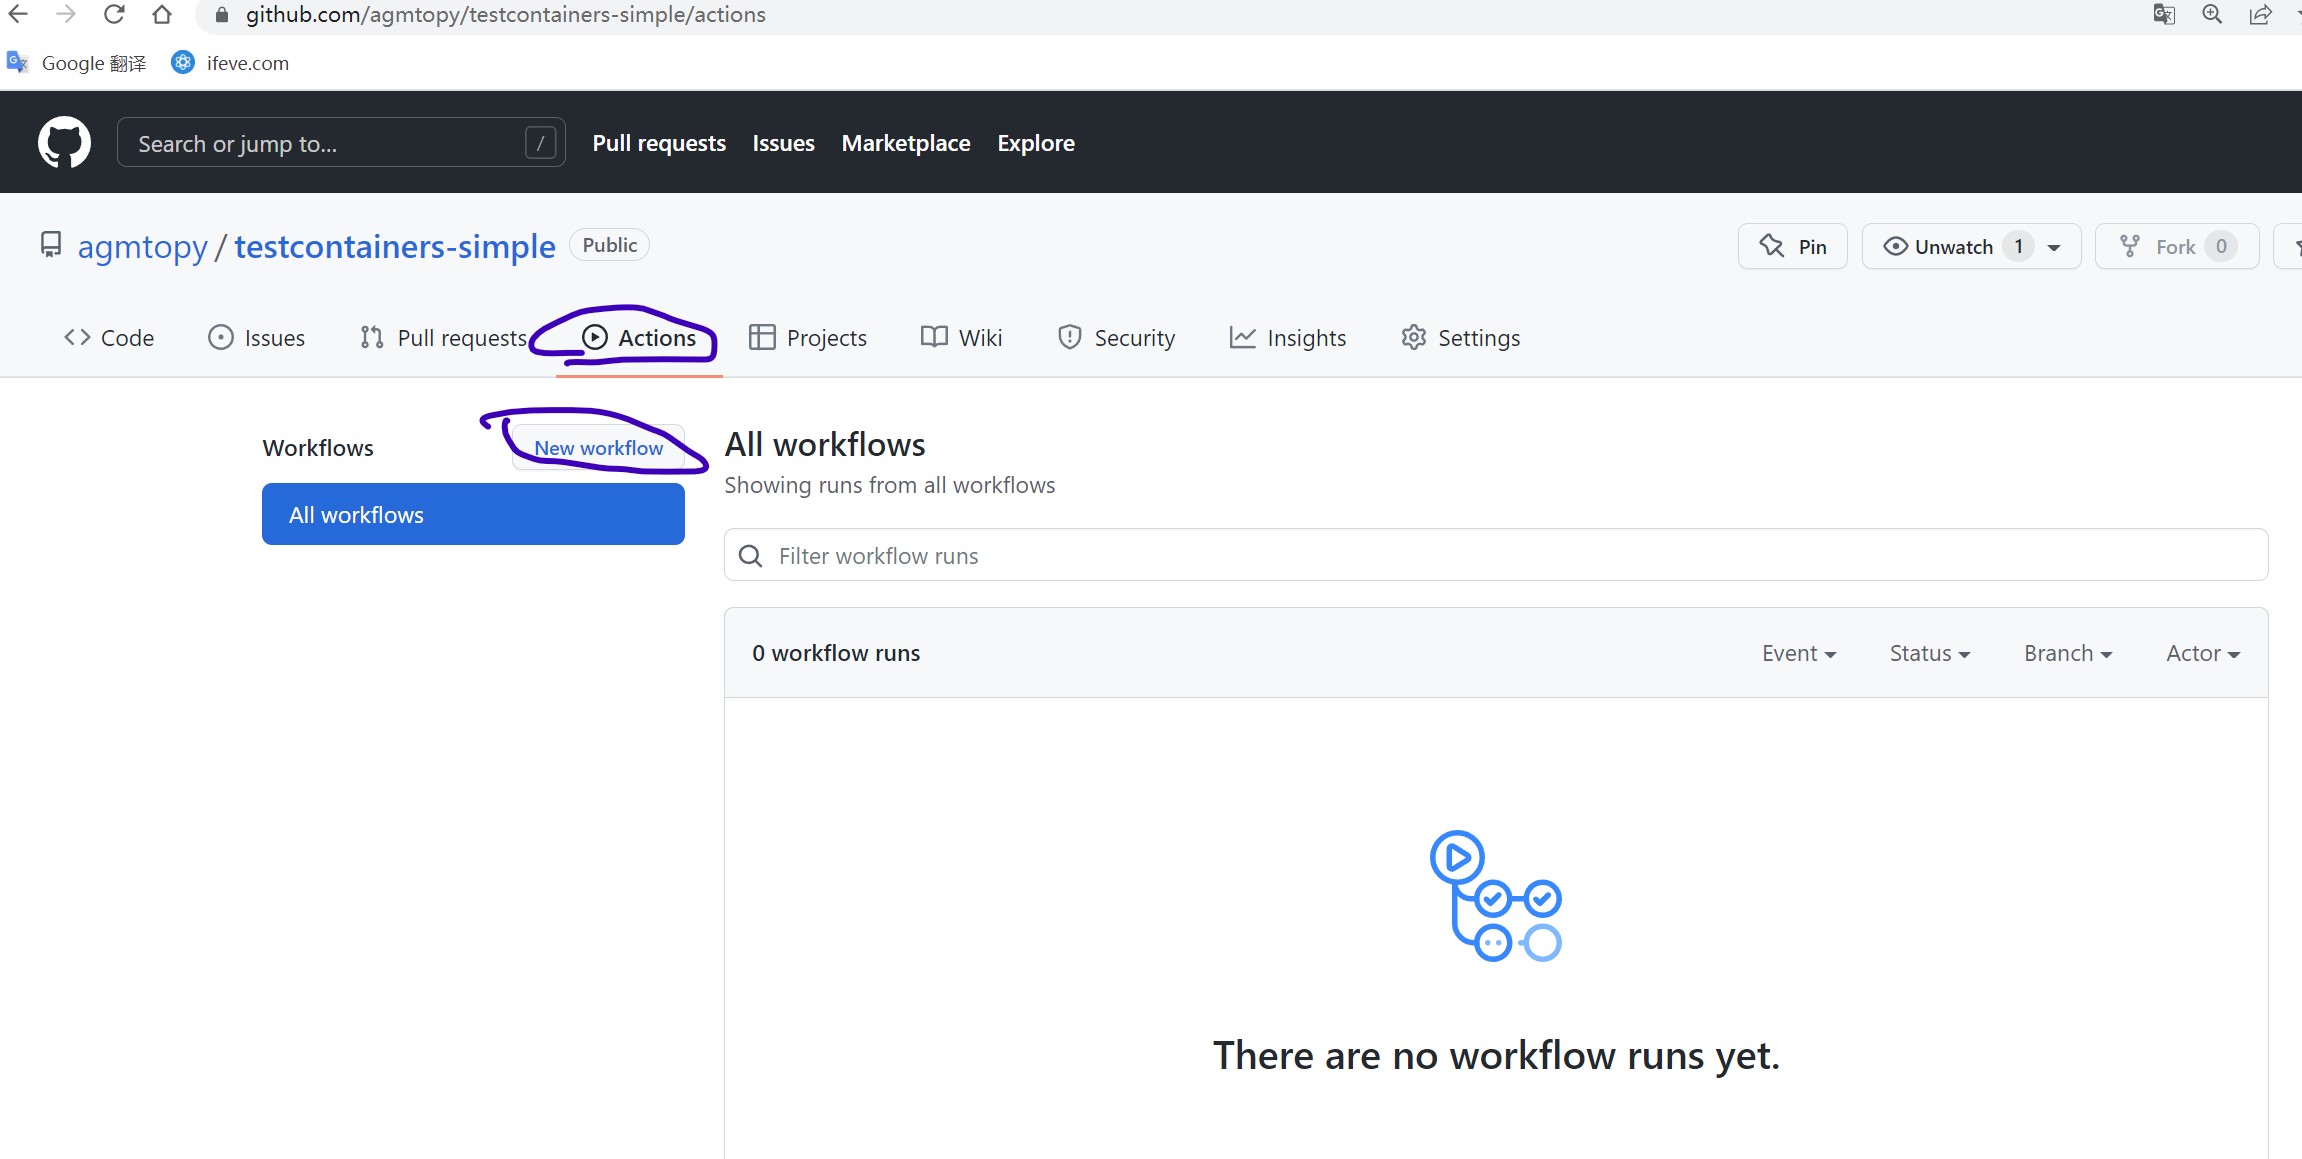 github.com/agmtopy/testcontainers-simple/actions
Google 翻译 ifeve.com
Search or jump to... / Pull requests Issues Marketplace Explore
agmtopy / testcontainers-simple Public Pin Unwatch 1 Fork 0
Code Issues Pull requests Actions Projects Wiki Security Insights Settings
Workflows New workflow
All workflows
All workflows
Showing runs from all workflows
Filter workflow runs
0 workflow runs Event Status Branch Actor
There are no workflow runs yet.